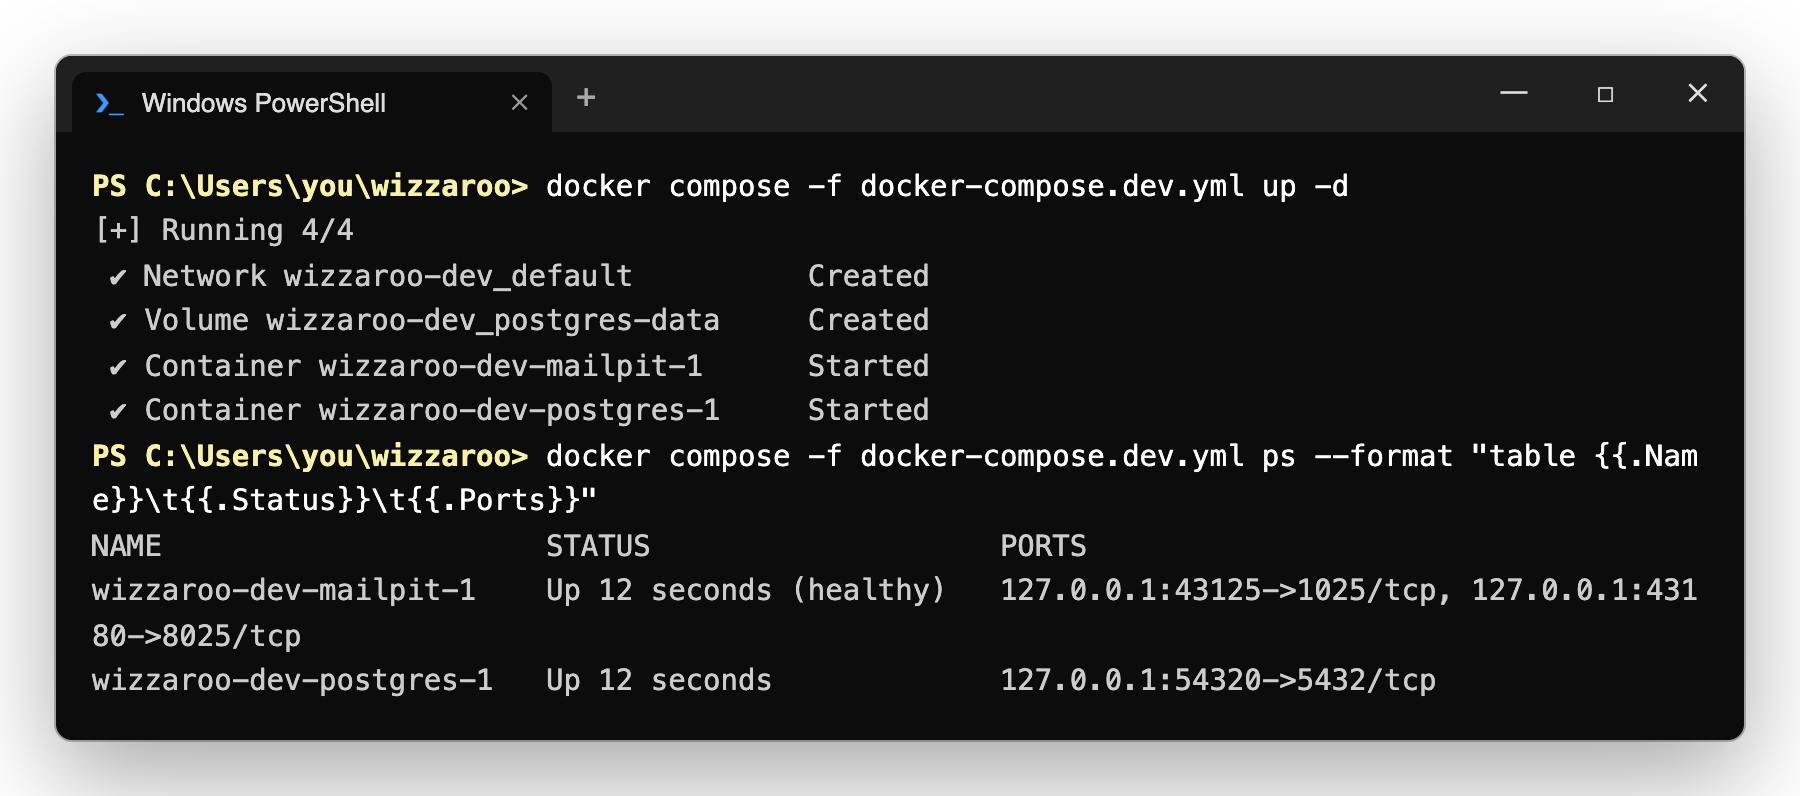 Windows PowerShell
PS C:\Users\you\wizzaroo> docker compose -f docker-compose.dev.yml up -d
[+] Running 4/4
✔ Network wizzaroo-dev_default Created
✔ Volume wizzaroo-dev_postgres-data Created
✔ Container wizzaroo-dev-mailpit-1 Started
✔ Container wizzaroo-dev-postgres-1 Started
PS C:\Users\you\wizzaroo> docker compose -f docker-compose.dev.yml ps --format "table {{.Nam
e}}\t{{.Status}}\t{{.Ports}}"
NAME STATUS PORTS
wizzaroo-dev-mailpit-1 Up 12 seconds (healthy) 127.0.0.1:43125->1025/tcp, 127.0.0.1:431
80->8025/tcp
wizzaroo-dev-postgres-1 Up 12 seconds 127.0.0.1:54320->5432/tcp